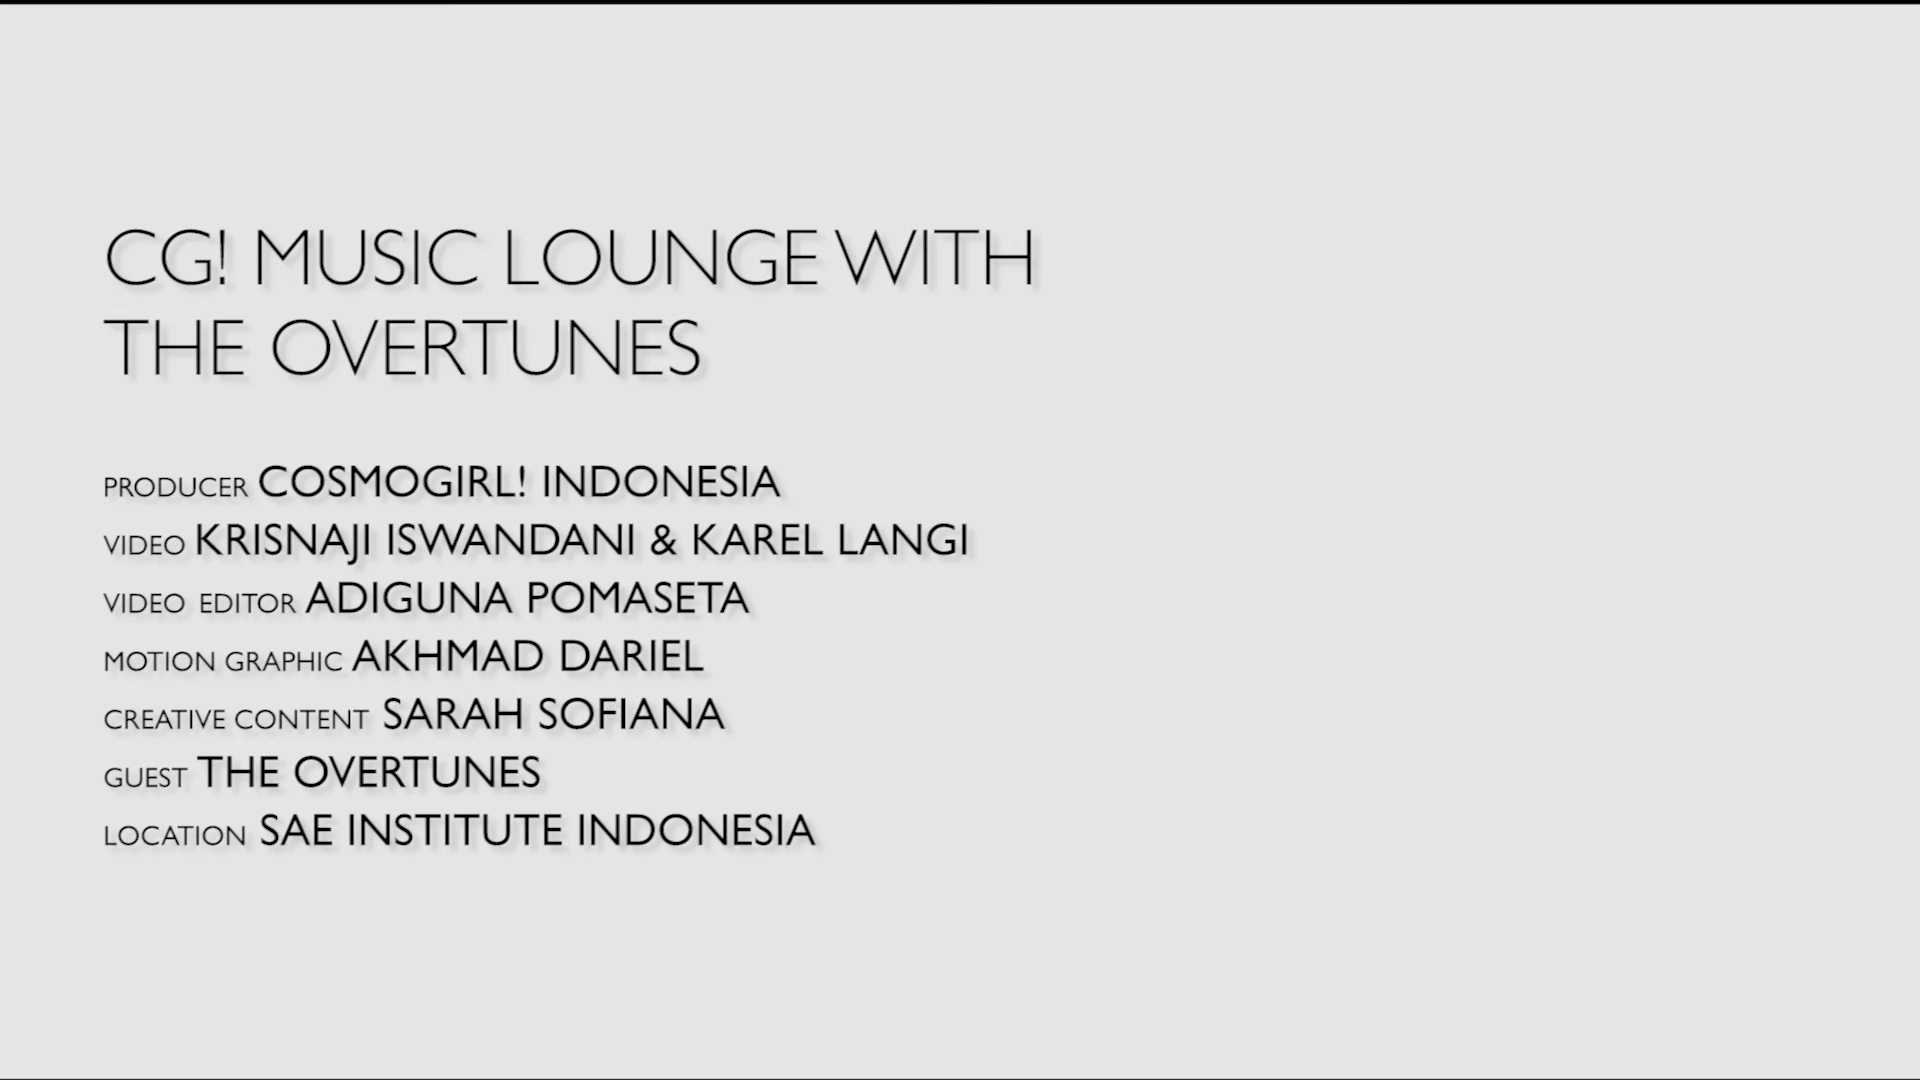 CG! MUSIC LOUNGE WITH
THE OVERTUNES
PRODUCER COSMOGIRL! INDONESIA
VIDEO KRISNAJI ISWANDANI & KAREL LANGI
VIDEO EDITOR ADIGUNA POMASETA
MOTION GRAPHIC AKHMAD DARIEL
CREATIVE CONTENT SARAH SOFIANA
GUEST THE OVERTUNES
LOCATION SAE INSTITUTE INDONESIA